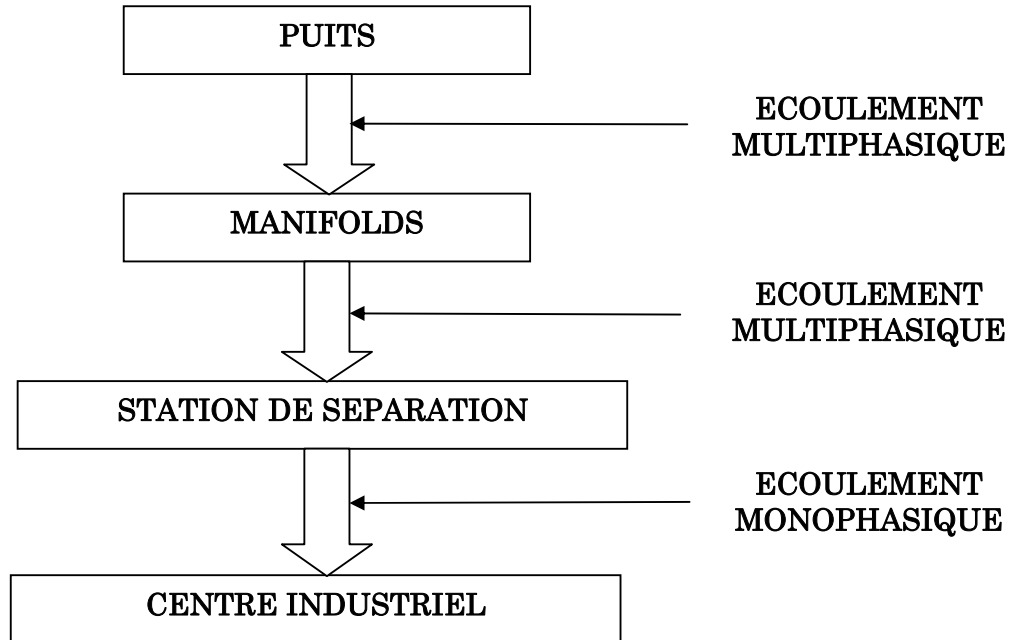 PUITS
ECOULEMENT
MULTIPHASIQUE
MANIFOLDS
ECOULEMENT
MULTIPHASIQUE
STATION DE SEPARATION
ECOULEMENT
MONOPHASIQUE
CENTRE INDUSTRIEL